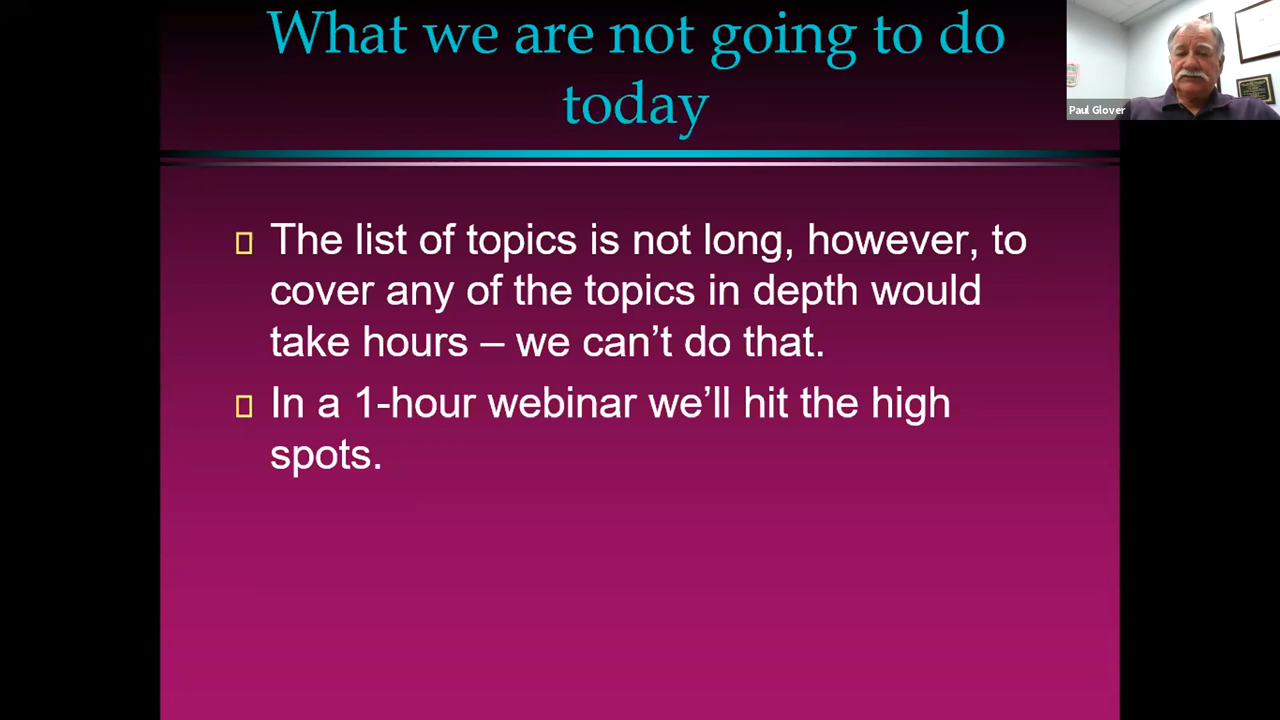 What we are not going to do
today
Paul Glover
The list of topics is not long, however, to
cover any of the topics in depth would
take hours – we can’t do that.
In a 1-hour webinar we’ll hit the high
spots.